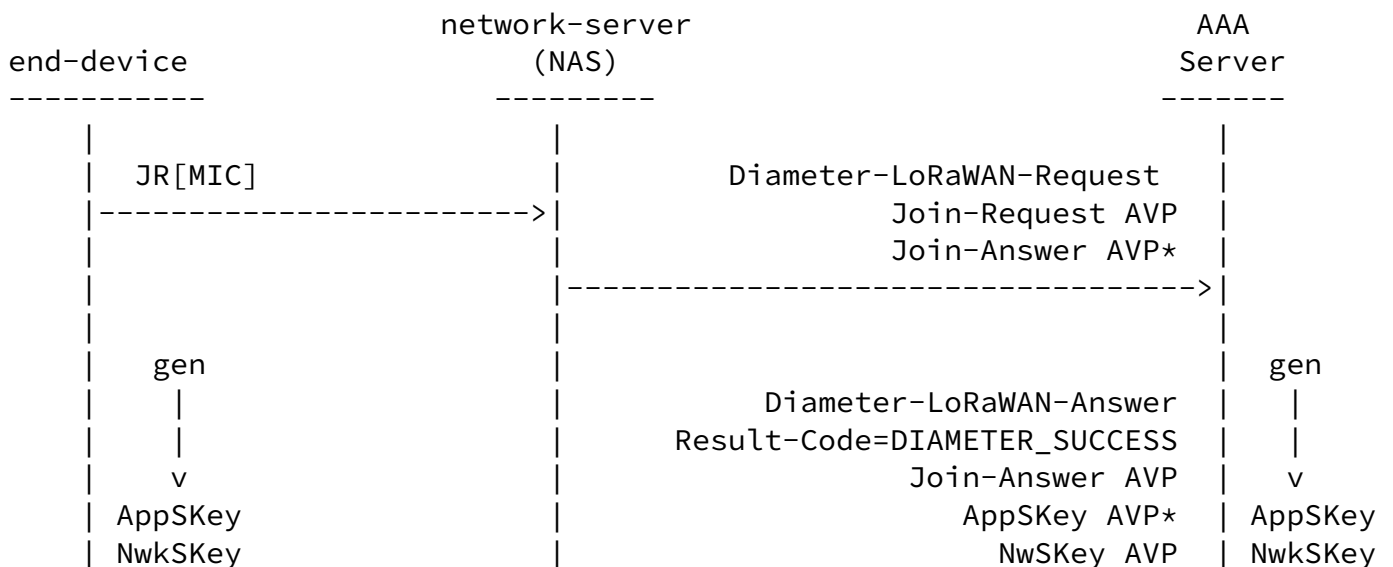 network-server                            AAA
end-device                  (NAS)                               Server
-----------               ---------                             -------
    |                         |                                     |
    |  JR[MIC]                |         Diameter-LoRaWAN-Request    |
    |------------------------>|                  Join-Request AVP   |
    |                         |                  Join-Answer AVP*   |
    |                         |----------------------------------->|
    |                         |                                     |
    |   gen                   |                                     |  gen
    |    |                    |           Diameter-LoRaWAN-Answer   |   |
    |    |                    |      Result-Code=DIAMETER_SUCCESS   |   |
    |    v                    |                   Join-Answer AVP   |   v
    | AppSKey                 |                      AppSKey AVP*   | AppSKey
    | NwkSKey                 |                        NwSKey AVP   | NwkSKey